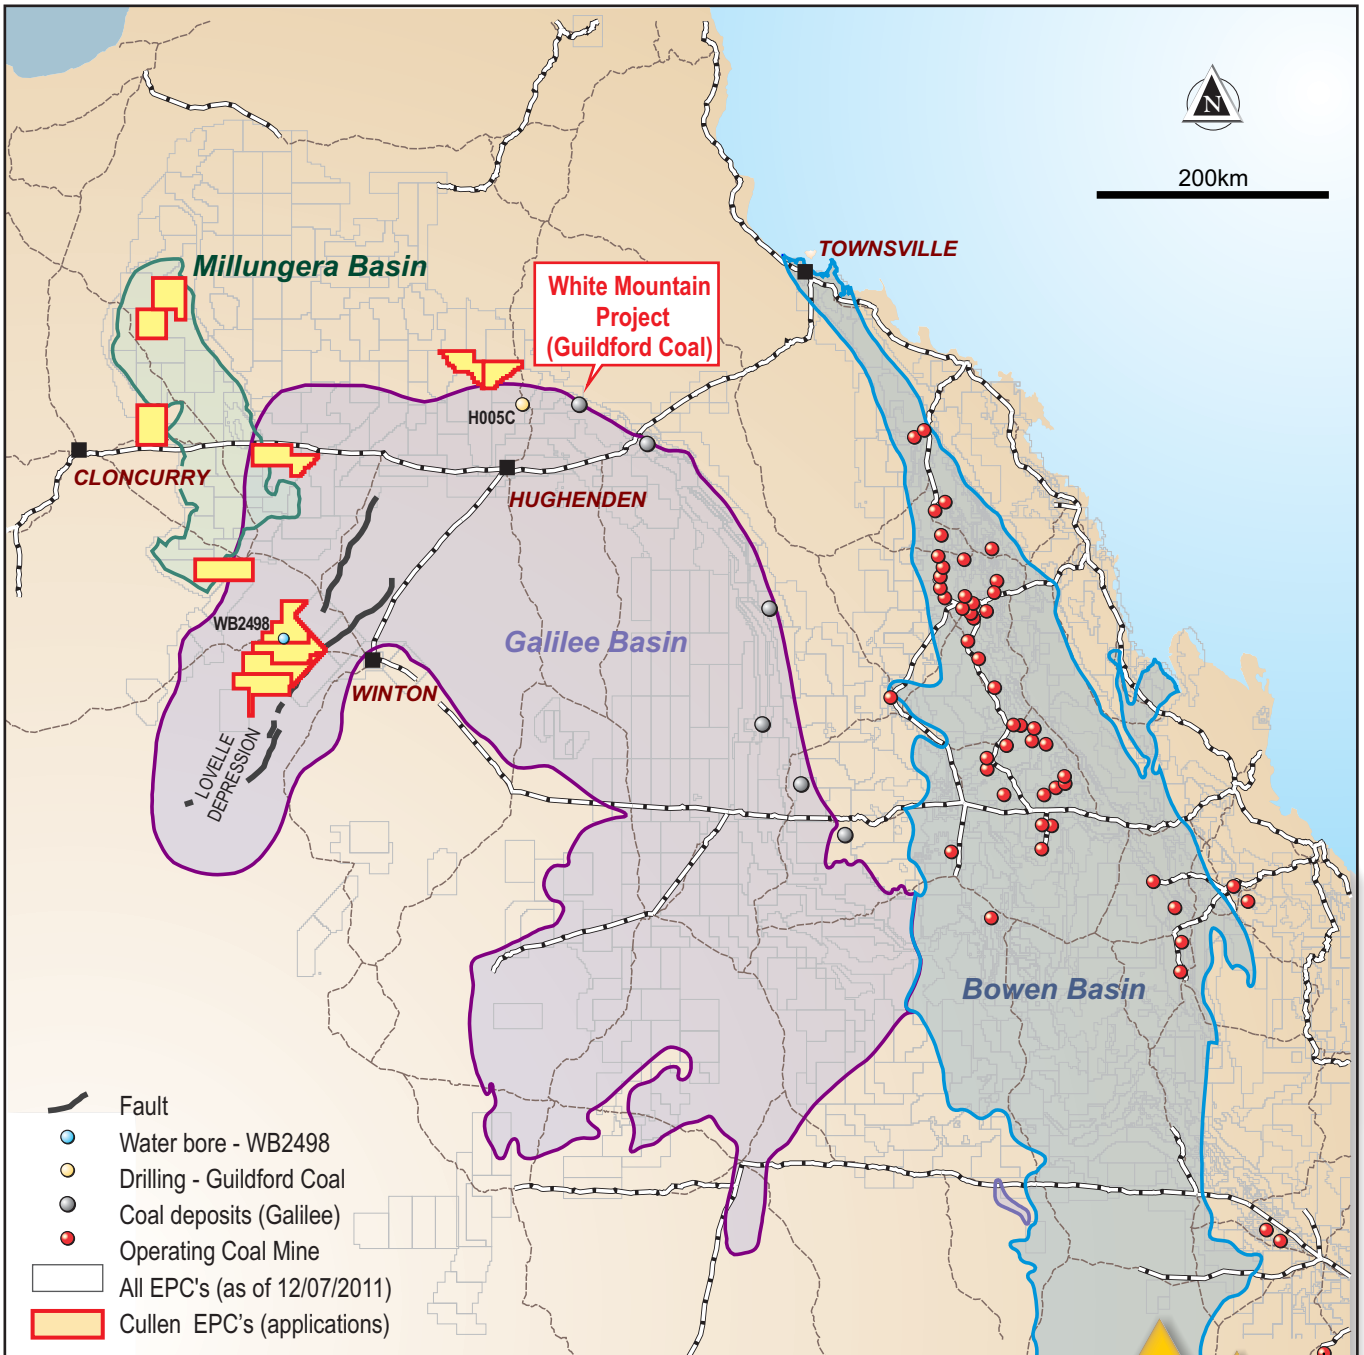 N
200km
TOWNSVILLE
Millungera Basin
White Mountain
Project
(Guildford Coal)
H005C
CLONCURRY
HUGHENDEN
WB2498
Galilee Basin
WINTON
LOVELLE
DEPRESSION
Bowen Basin
Fault
Water bore - WB2498
Drilling - Guildford Coal
Coal deposits (Galilee)
Operating Coal Mine
All EPC's (as of 12/07/2011)
Cullen EPC's (applications)